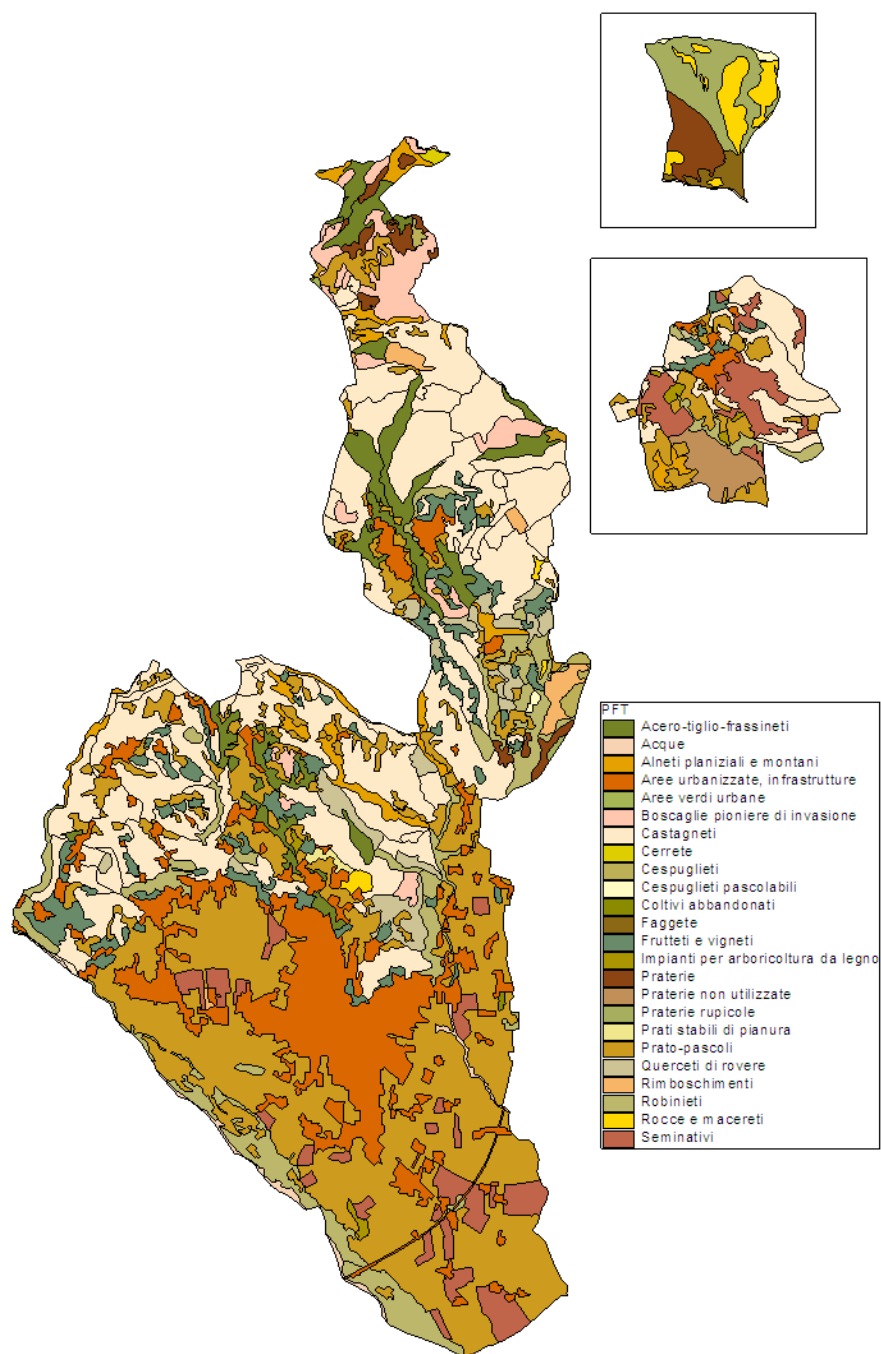 PFT
Acero-tiglio-frassineti
Acque
Alneti planiziali e montani
Aree urbanizzate, infrastrutture
Aree verdi urbane
Boscaglie pioniere di invasione
Castagneti
Cerrete
Cespuglieti
Cespuglieti pascolabili
Coltivi abbandonati
Faggete
Frutteti e vigneti
Impianti per arboricoltura da legno
Praterie
Praterie non utilizzate
Praterie rupicole
Prati stabili di pianura
Prato-pascoli
Querceti di rovere
Rimboschimenti
Robinieti
Rocce e macereti
Seminativi